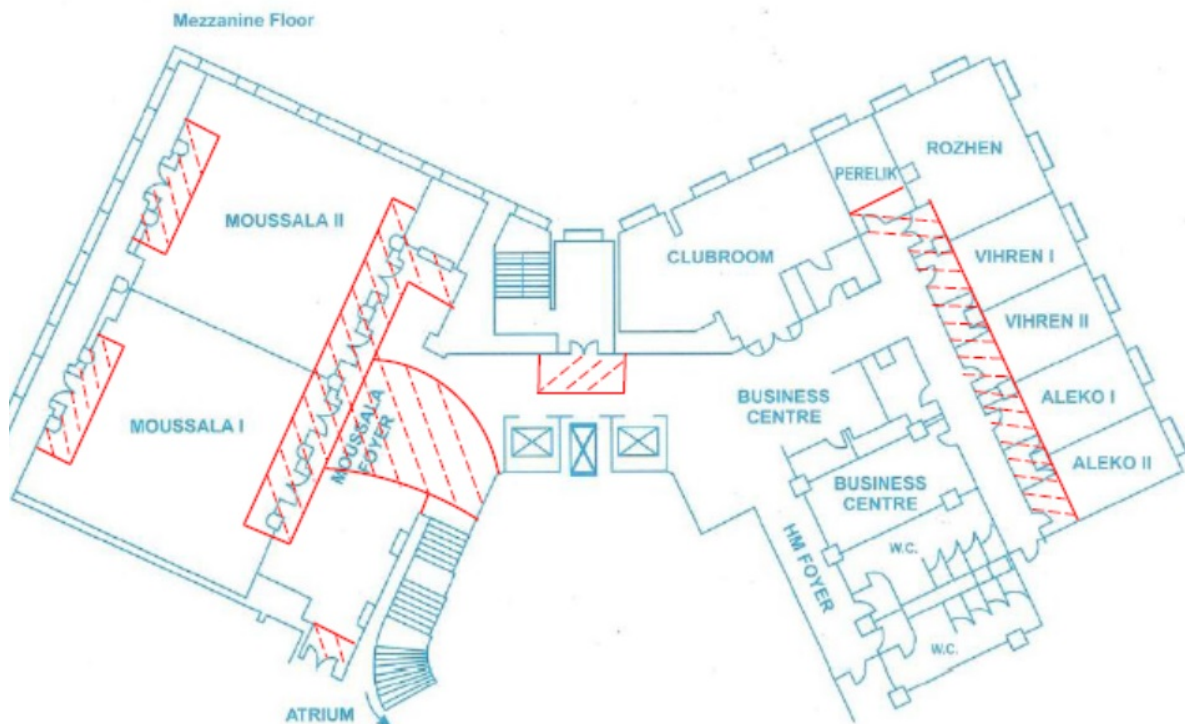 Mezzanine Floor
ROZHEN
PERELIK
MOUSSALA II
CLUBROOM
VIHREN I
VIHREN II
MOUSSALA I
MOUSSALA
FOYER
BUSINESS
CENTRE
ALEKO I
ALEKO II
BUSINESS
CENTRE
HM FOYER
W.C.
W.C.
ATRIUM